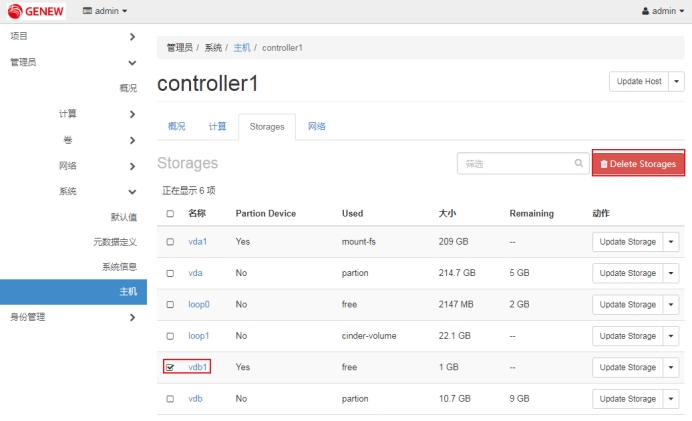 GENEW admin admin
项目
管理员
概况
计算
卷
网络
系统
默认值
元数据定义
系统信息
主机
身份管理
管理员 / 系统 / 主机 / controller1
controller1 Update Host
概况 计算 Storages 网络
Storages 筛选 Delete Storages
正在显示 6 项
名称 Partion Device Used 大小 Remaining 动作
vda1 Yes mount-fs 209 GB -- Update Storage
vda No partion 214.7 GB 5 GB Update Storage
loop0 No free 2147 MB 2 GB Update Storage
loop1 No cinder-volume 22.1 GB -- Update Storage
vdb1 Yes free 1 GB -- Update Storage
vdb No partion 10.7 GB 9 GB Update Storage